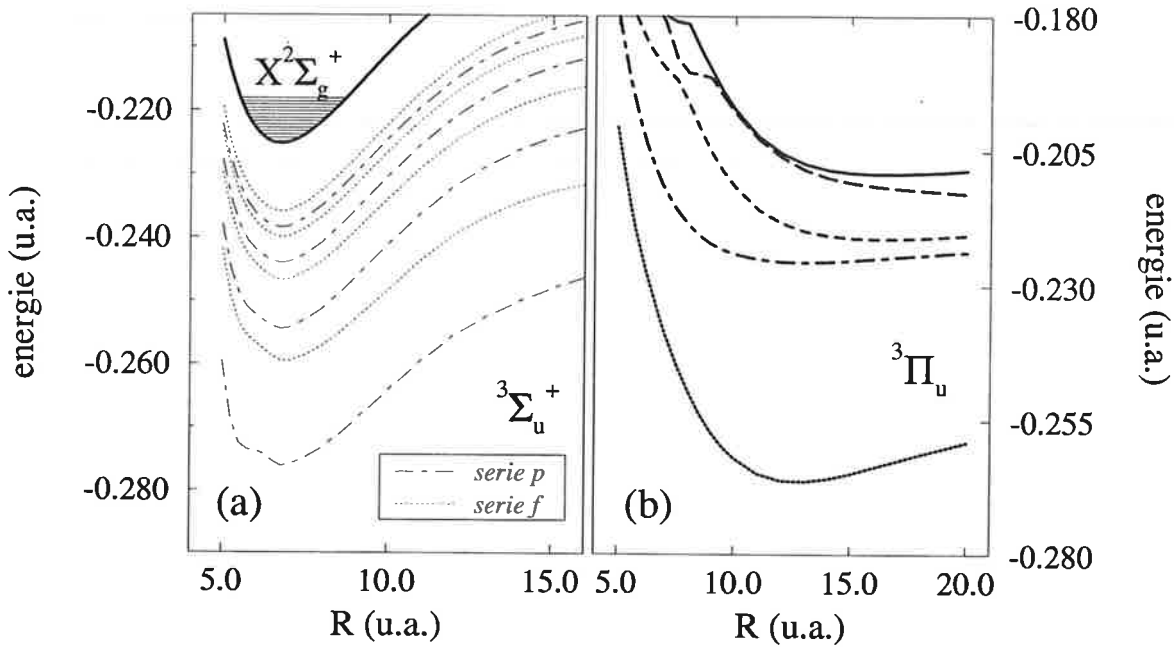 X²Σg⁺
-0.220
-0.240
-0.260
-0.280
energie (u.a.)
³Σu⁺
serie p
serie f
(a)
5.0 10.0 15.0
R (u.a.)
-0.180
-0.205
-0.230
-0.255
-0.280
energie (u.a.)
³Πu
(b)
5.0 10.0 15.0 20.0
R (u.a.)